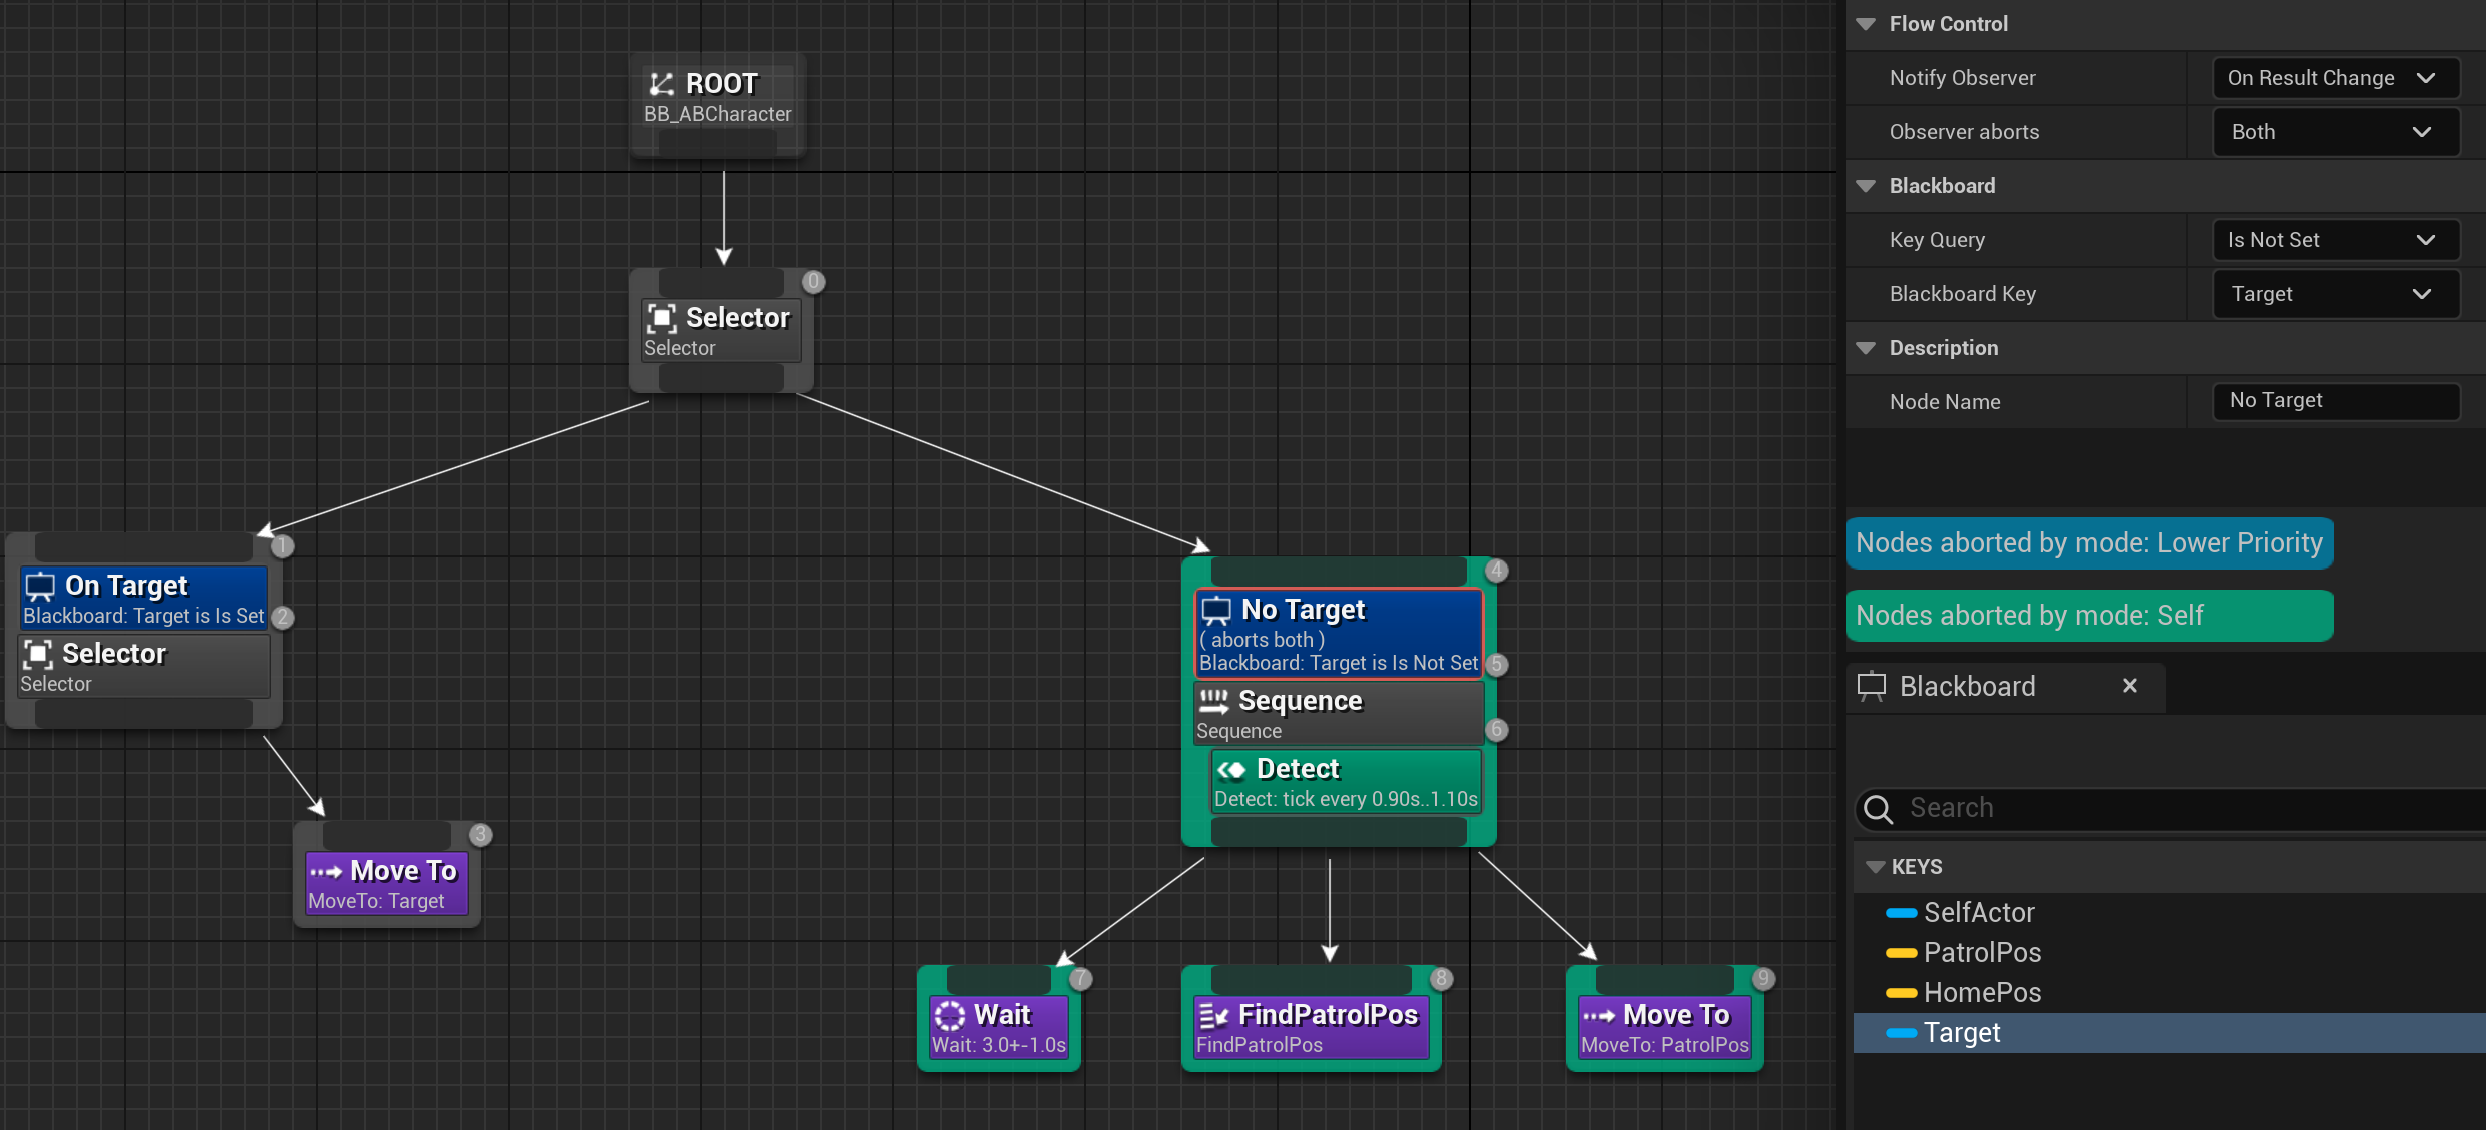 ROOT
BB_ABCharacter
0
Selector
Selector
1
On Target
Blackboard: Target is Is Set
2
Selector
Selector
3
Move To
MoveTo: Target
4
No Target
( aborts both )
Blackboard: Target is Is Not Set
5
Sequence
Sequence
6
Detect
Detect: tick every 0.90s..1.10s
7
Wait
Wait: 3.0+-1.0s
8
FindPatrolPos
FindPatrolPos
9
Move To
MoveTo: PatrolPos
Flow Control
Notify Observer On Result Change
Observer aborts Both
Blackboard
Key Query Is Not Set
Blackboard Key Target
Description
Node Name No Target
Nodes aborted by mode: Lower Priority
Nodes aborted by mode: Self
Blackboard
Search
KEYS
SelfActor
PatrolPos
HomePos
Target